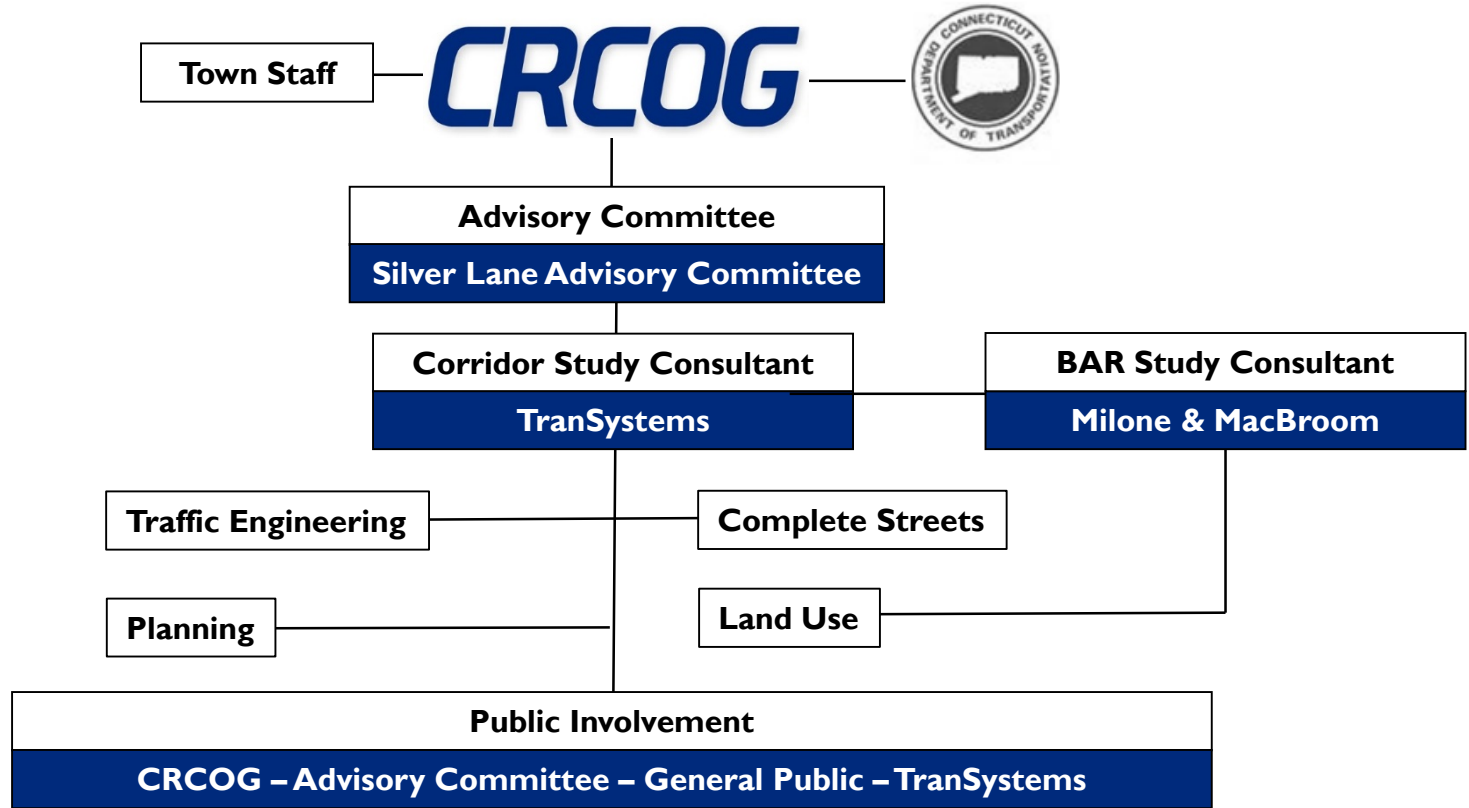 Town Staff
CRCOG
CONNECTICUT
DEPARTMENT OF TRANSPORTATION
Advisory Committee
Silver Lane Advisory Committee
Corridor Study Consultant
TranSystems
BAR Study Consultant
Milone & MacBroom
Traffic Engineering
Complete Streets
Planning
Land Use
Public Involvement
CRCOG – Advisory Committee – General Public – TranSystems